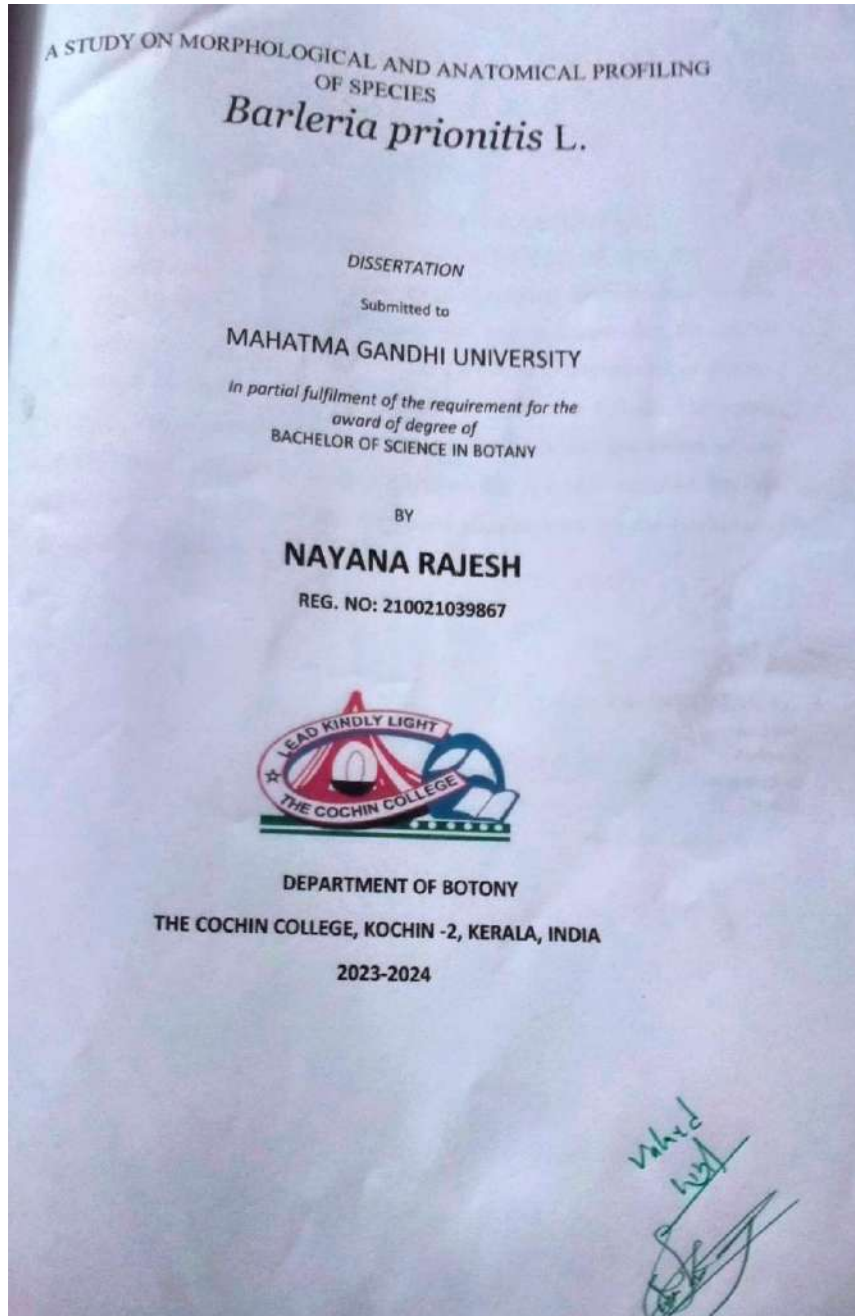 A STUDY ON MORPHOLOGICAL AND ANATOMICAL PROFILING
OF SPECIES
Barleria prionitis L.
DISSERTATION
Submitted to
MAHATMA GANDHI UNIVERSITY
in partial fulfilment of the requirement for the
award of degree of
BACHELOR OF SCIENCE IN BOTANY
BY
NAYANA RAJESH
REG. NO: 210021039867
LEAD KINDLY LIGHT
THE COCHIN COLLEGE
DEPARTMENT OF BOTONY
THE COCHIN COLLEGE, KOCHIN -2, KERALA, INDIA
2023-2024